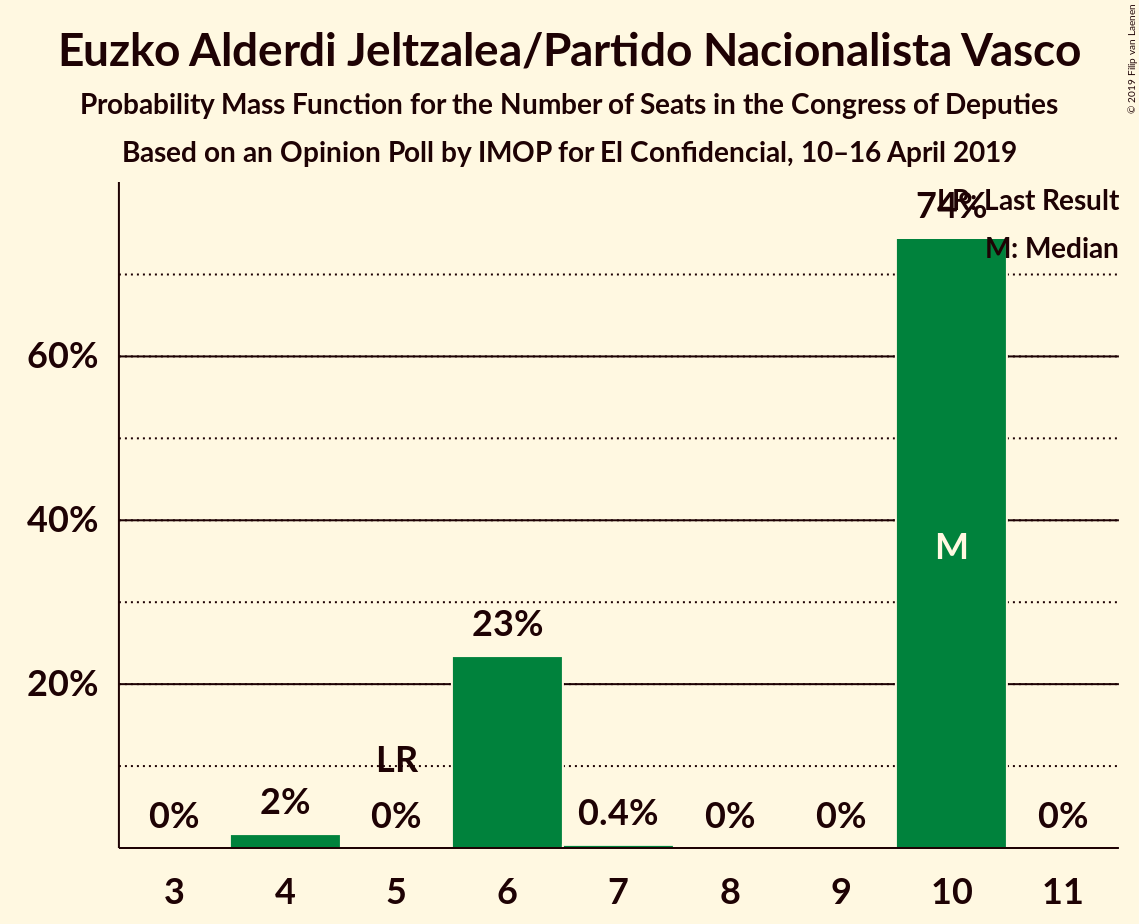 Euzko Alderdi Jeltzalea/Partido Nacionalista Vasco
Probability Mass Function for the Number of Seats in the Congress of Deputies
Based on an Opinion Poll by IMOP for El Confidencial, 10–16 April 2019
© 2019 Filip van Laenen
LR: Last Result
M: Median
74%
60%
40%
20%
M
23%
LR
0%
2%
0%
0.4%
0%
0%
0%
3 4 5 6 7 8 9 10 11